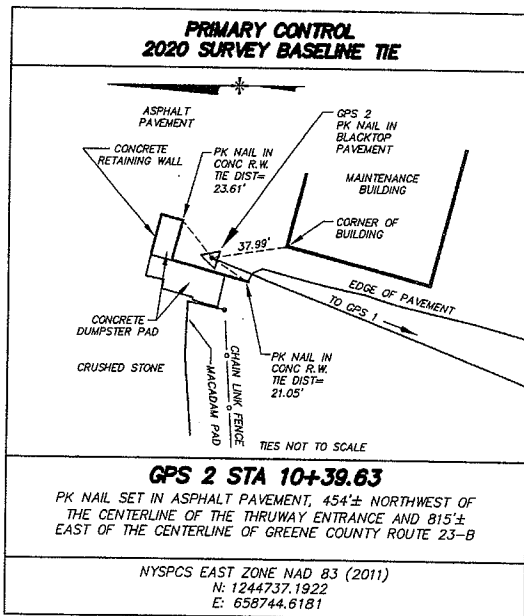 PRIMARY CONTROL
2020 SURVEY BASELINE TIE
ASPHALT
PAVEMENT
CONCRETE
RETAINING WALL
PK NAIL IN
CONC R.W.
TIE DIST=
23.61'
GPS 2
PK NAIL IN
BLACKTOP
PAVEMENT
MAINTENANCE
BUILDING
CORNER OF
BUILDING
37.99'
EDGE OF PAVEMENT
TO GPS 1
CONCRETE
DUMPSTER PAD
CRUSHED STONE
MACADAM PAD
CHAIN LINK FENCE
PK NAIL IN
CONC R.W.
TIE DIST=
21.05'
TIES NOT TO SCALE
GPS 2 STA 10+39.63
PK NAIL SET IN ASPHALT PAVEMENT, 454'± NORTHWEST OF
THE CENTERLINE OF THE THRUWAY ENTRANCE AND 815'±
EAST OF THE CENTERLINE OF GREENE COUNTY ROUTE 23-B
NYSPCS EAST ZONE NAD 83 (2011)
N: 1244737.1922
E: 658744.6181